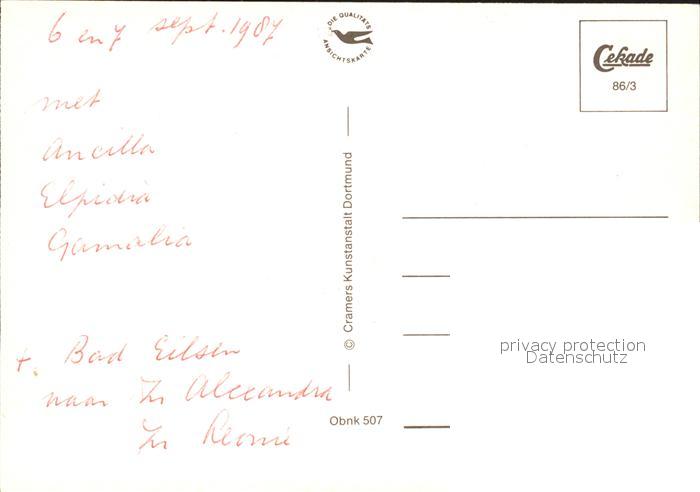 6 en 7 sept. 1987
met
Ancilla
Elpidia
Gamalia
+. Bad Eilsen
naar Zr Alexandra
Zr Leonie
DIE QUALITÄTS
ANSICHTSKARTE
© Cramers Kunstanstalt Dortmund
Obnk 507
Cekade
86/3
privacy protection
Datenschutz